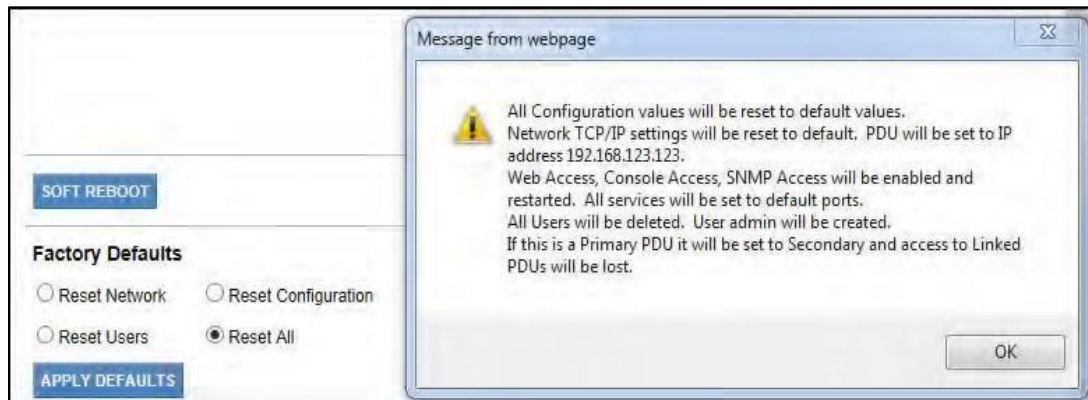 Message from webpage
All Configuration values will be reset to default values.
Network TCP/IP settings will be reset to default.  PDU will be set to IP
address 192.168.123.123.
Web Access, Console Access, SNMP Access will be enabled and
restarted.  All services will be set to default ports.
All Users will be deleted.  User admin will be created.
If this is a Primary PDU it will be set to Secondary and access to Linked
PDUs will be lost.
OK
SOFT REBOOT
Factory Defaults
Reset Network Reset Configuration
Reset Users Reset All
APPLY DEFAULTS